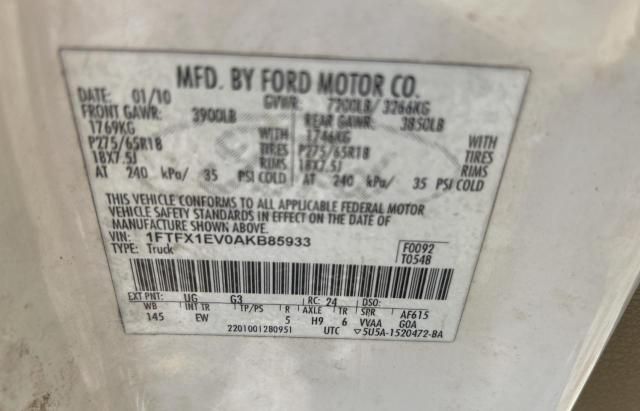 MFD. BY FORD MOTOR CO.
DATE: 01/10 GVWR: 7200LB/ 3266KG
FRONT GAWR: 3900LB REAR GAWR: 3850LB
1769KG WITH 1746KG WITH
P275/65R18 TIRES P275/65R18 TIRES
18X7.5J RIMS 18X7.5J RIMS
AT 240 kPa/ 35 PSI COLD AT 240 kPa/ 35 PSI COLD
THIS VEHICLE CONFORMS TO ALL APPLICABLE FEDERAL MOTOR
VEHICLE SAFETY STANDARDS IN EFFECT ON THE DATE OF
MANUFACTURE SHOWN ABOVE.
VIN: 1FTFX1EV0AKB85933 F0092
TYPE: Truck T0548
EXT PNT: UG G3 RC: 24 DSO:
WB INT TR TP/PS R AXLE TR SPR AF615
145 EW 5 H9 6 VVAA G0A
2201001280951 UTC ▽5U5A-1520472-BA